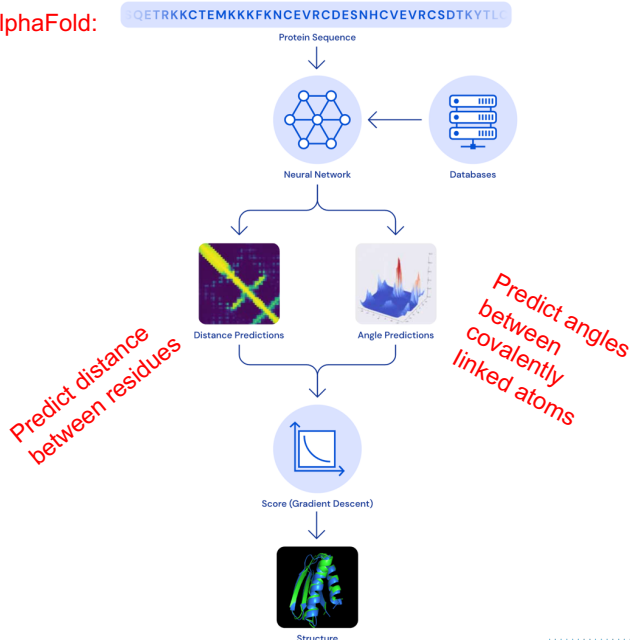 lphaFold:
QETRKKCTEMKKKFKNCEVRCDESNHCVEVRCSDTKYTLC
Protein Sequence
Neural Network
Databases
Distance Predictions
Angle Predictions
Predict distance
between residues
Predict angles
between
covalently
linked atoms
Score (Gradient Descent)
Structure